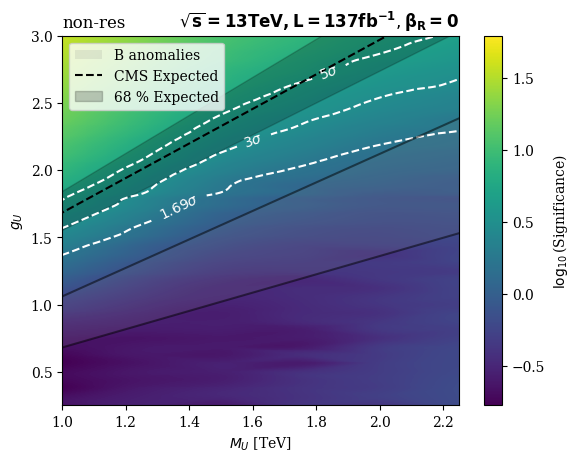 non-res
√s = 13TeV, L = 137fb⁻¹, β_R = 0
B anomalies
CMS Expected
68 % Expected
5σ
3σ
1.69σ
3.0
2.5
2.0
1.5
1.0
0.5
g_U
1.0 1.2 1.4 1.6 1.8 2.0 2.2
M_U [TeV]
1.5
1.0
0.5
0.0
−0.5
log₁₀(Significance)